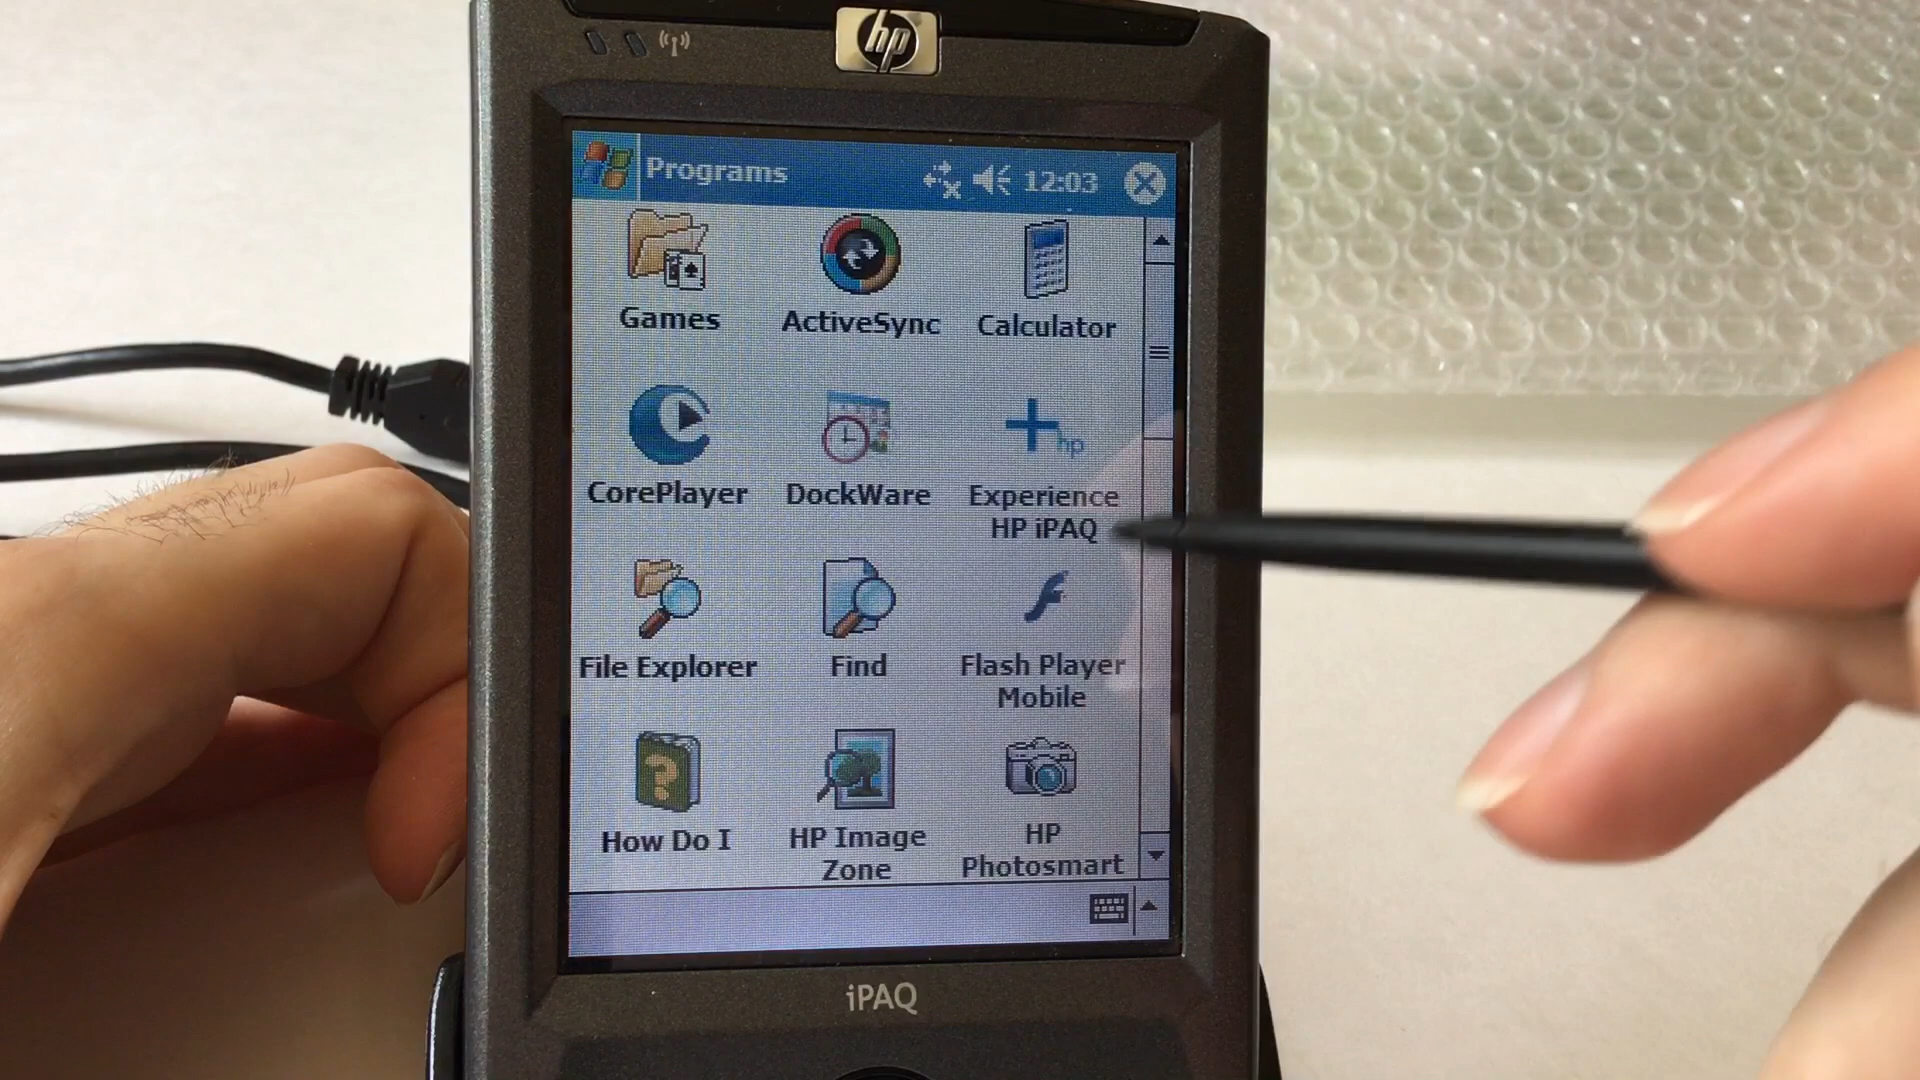 hp
Programs 12:03
Games ActiveSync Calculator
hp
CorePlayer DockWare Experience
HP iPAQ
File Explorer Find Flash Player
Mobile
How Do I HP Image HP
Zone Photosmart
iPAQ